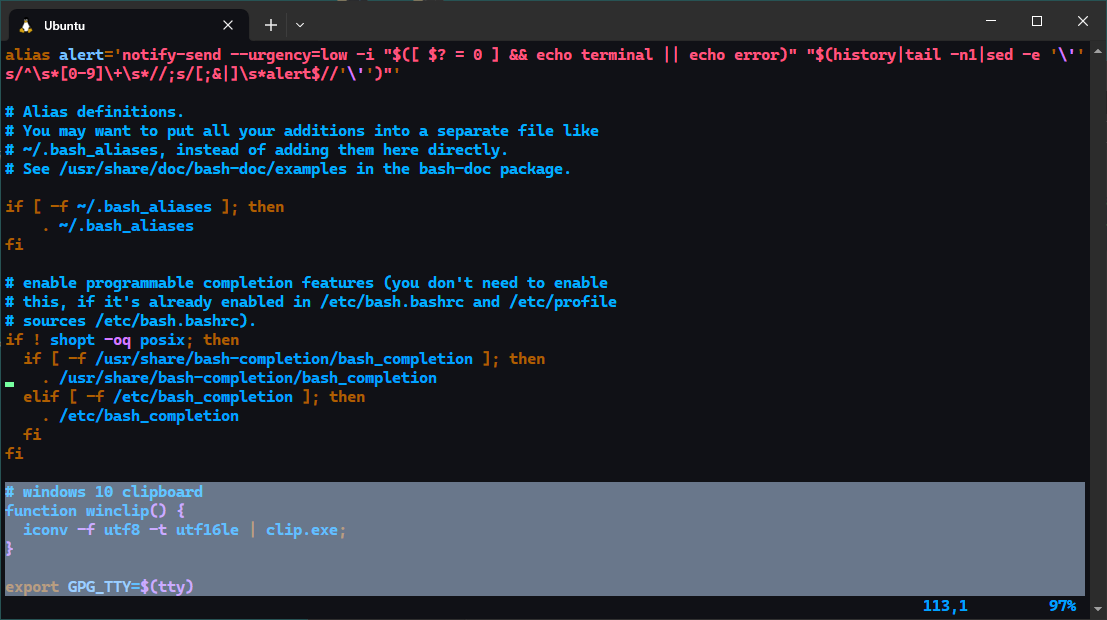 Ubuntu
alias alert='notify-send --urgency=low -i "$([ $? = 0 ] && echo terminal || echo error)" "$(history|tail -n1|sed -e '\''
s/^\s*[0-9]\+\s*//;s/[;&|]\s*alert$//'\'')"'
# Alias definitions.
# You may want to put all your additions into a separate file like
# ~/.bash_aliases, instead of adding them here directly.
# See /usr/share/doc/bash-doc/examples in the bash-doc package.
if [ -f ~/.bash_aliases ]; then
    . ~/.bash_aliases
fi
# enable programmable completion features (you don't need to enable
# this, if it's already enabled in /etc/bash.bashrc and /etc/profile
# sources /etc/bash.bashrc).
if ! shopt -oq posix; then
  if [ -f /usr/share/bash-completion/bash_completion ]; then
    . /usr/share/bash-completion/bash_completion
  elif [ -f /etc/bash_completion ]; then
    . /etc/bash_completion
  fi
fi
# windows 10 clipboard
function winclip() {
  iconv -f utf8 -t utf16le | clip.exe;
}
export GPG_TTY=$(tty)
113,1 97%